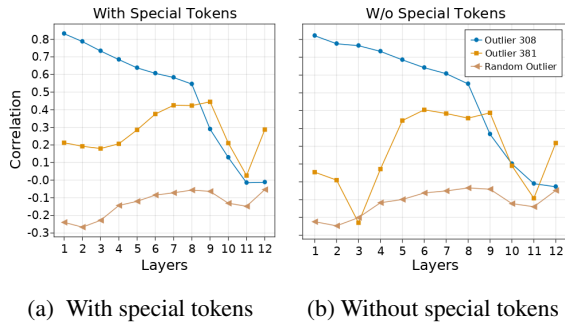 With Special Tokens
W/o Special Tokens
Correlation
0.8
0.7
0.6
0.5
0.4
0.3
0.2
0.1
-0.0
-0.1
-0.2
-0.3
1 2 3 4 5 6 7 8 9 10 11 12
Layers
Outlier 308
Outlier 381
Random Outlier
1 2 3 4 5 6 7 8 9 10 11 12
Layers
(a) With special tokens
(b) Without special tokens